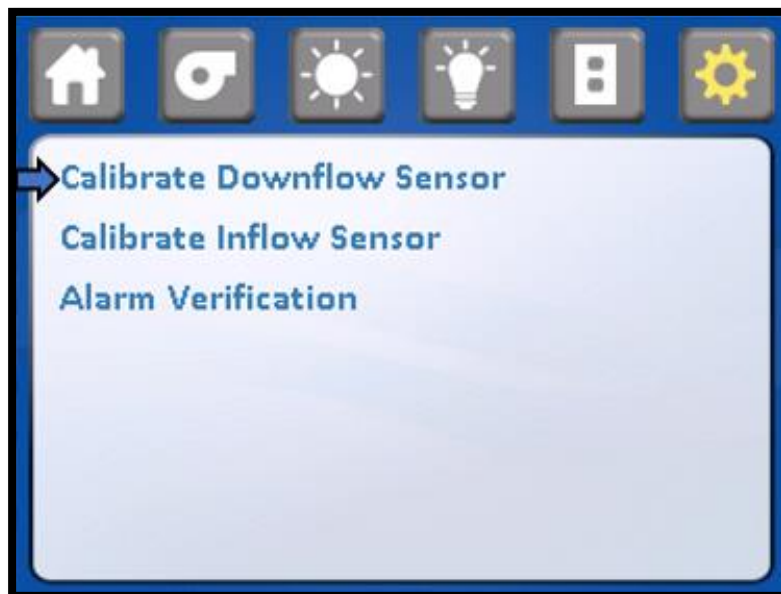 Calibrate Downflow Sensor
Calibrate Inflow Sensor
Alarm Verification